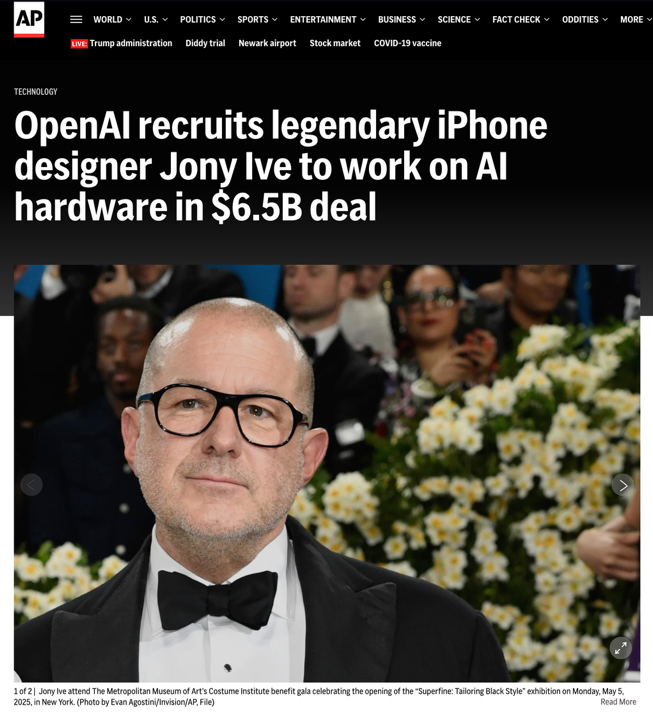 AP
WORLD U.S. POLITICS SPORTS ENTERTAINMENT BUSINESS SCIENCE FACT CHECK ODDITIES MORE
LIVE: Trump administration Diddy trial Newark airport Stock market COVID-19 vaccine
TECHNOLOGY
OpenAI recruits legendary iPhone
designer Jony Ive to work on AI
hardware in $6.5B deal
1 of 2 | Jony Ive attend The Metropolitan Museum of Art's Costume Institute benefit gala celebrating the opening of the “Superfine: Tailoring Black Style” exhibition on Monday, May 5,
2025, in New York. (Photo by Evan Agostini/Invision/AP, File) Read More